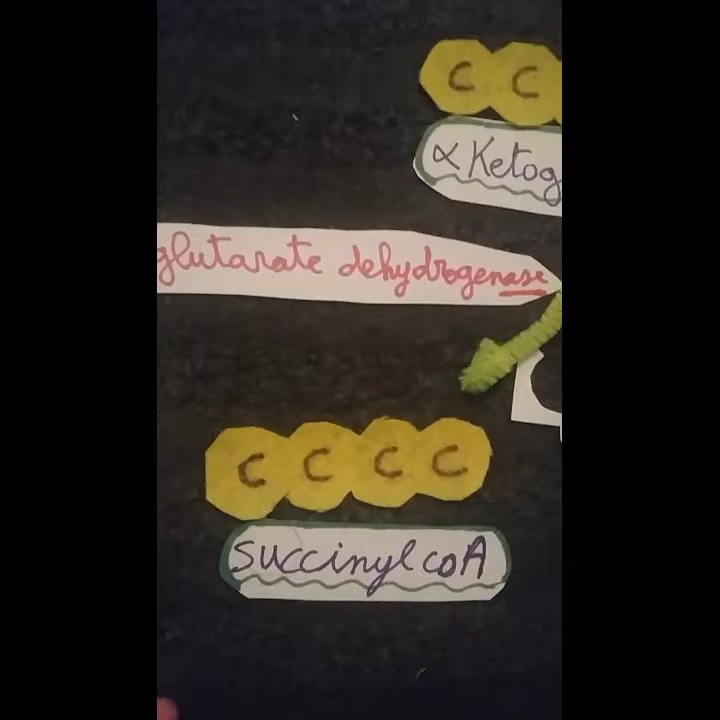 C C
α Ketog
glutarate dehydrogenase
C C C C
succinyl coA